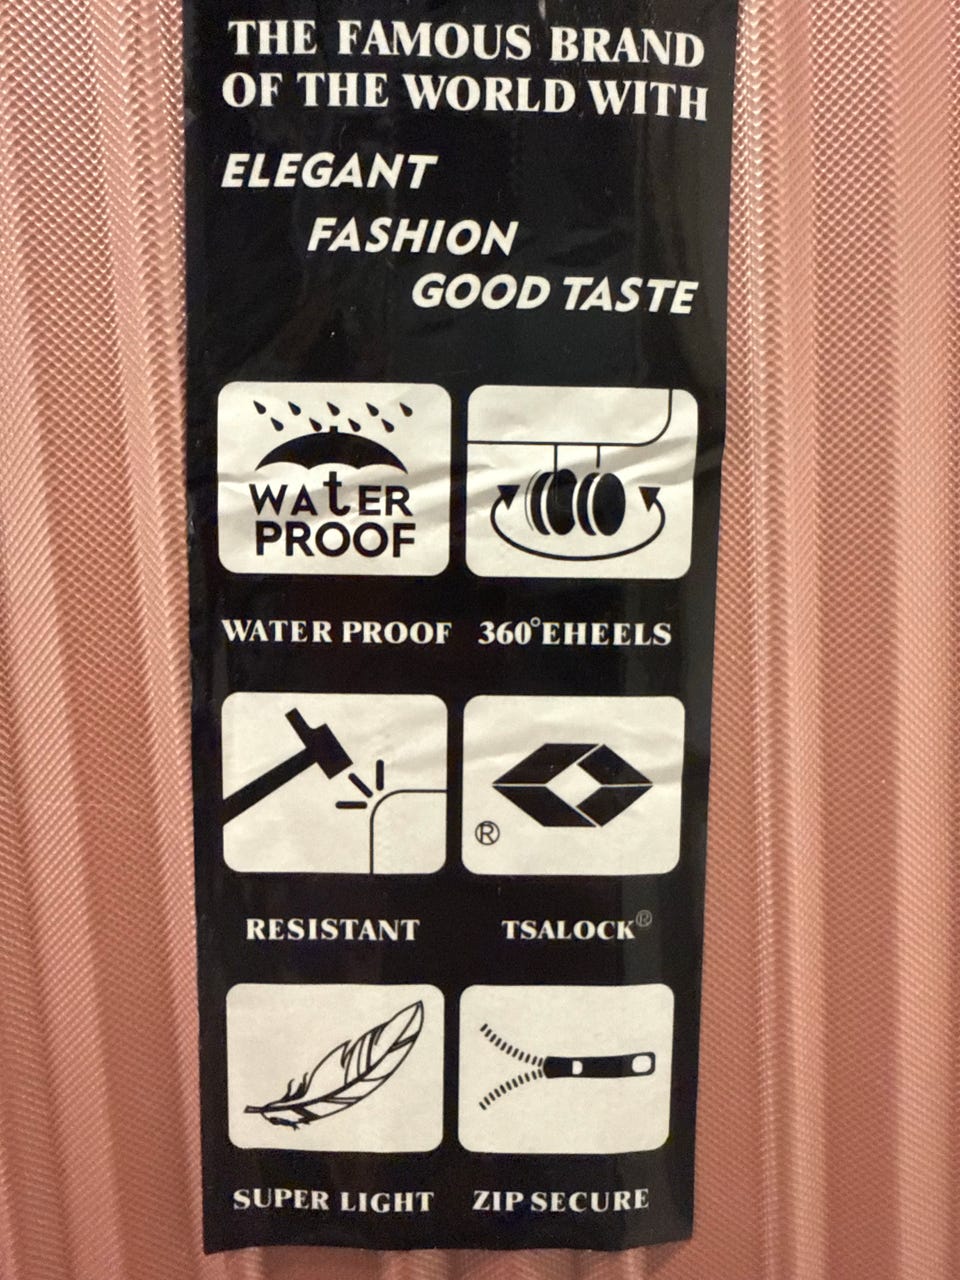 THE FAMOUS BRAND
OF THE WORLD WITH
ELEGANT
FASHION
GOOD TASTE
WAtER
PROOF
WATER PROOF
360°EHEELS
®
RESISTANT
TSALOCK®
SUPER LIGHT
ZIP SECURE